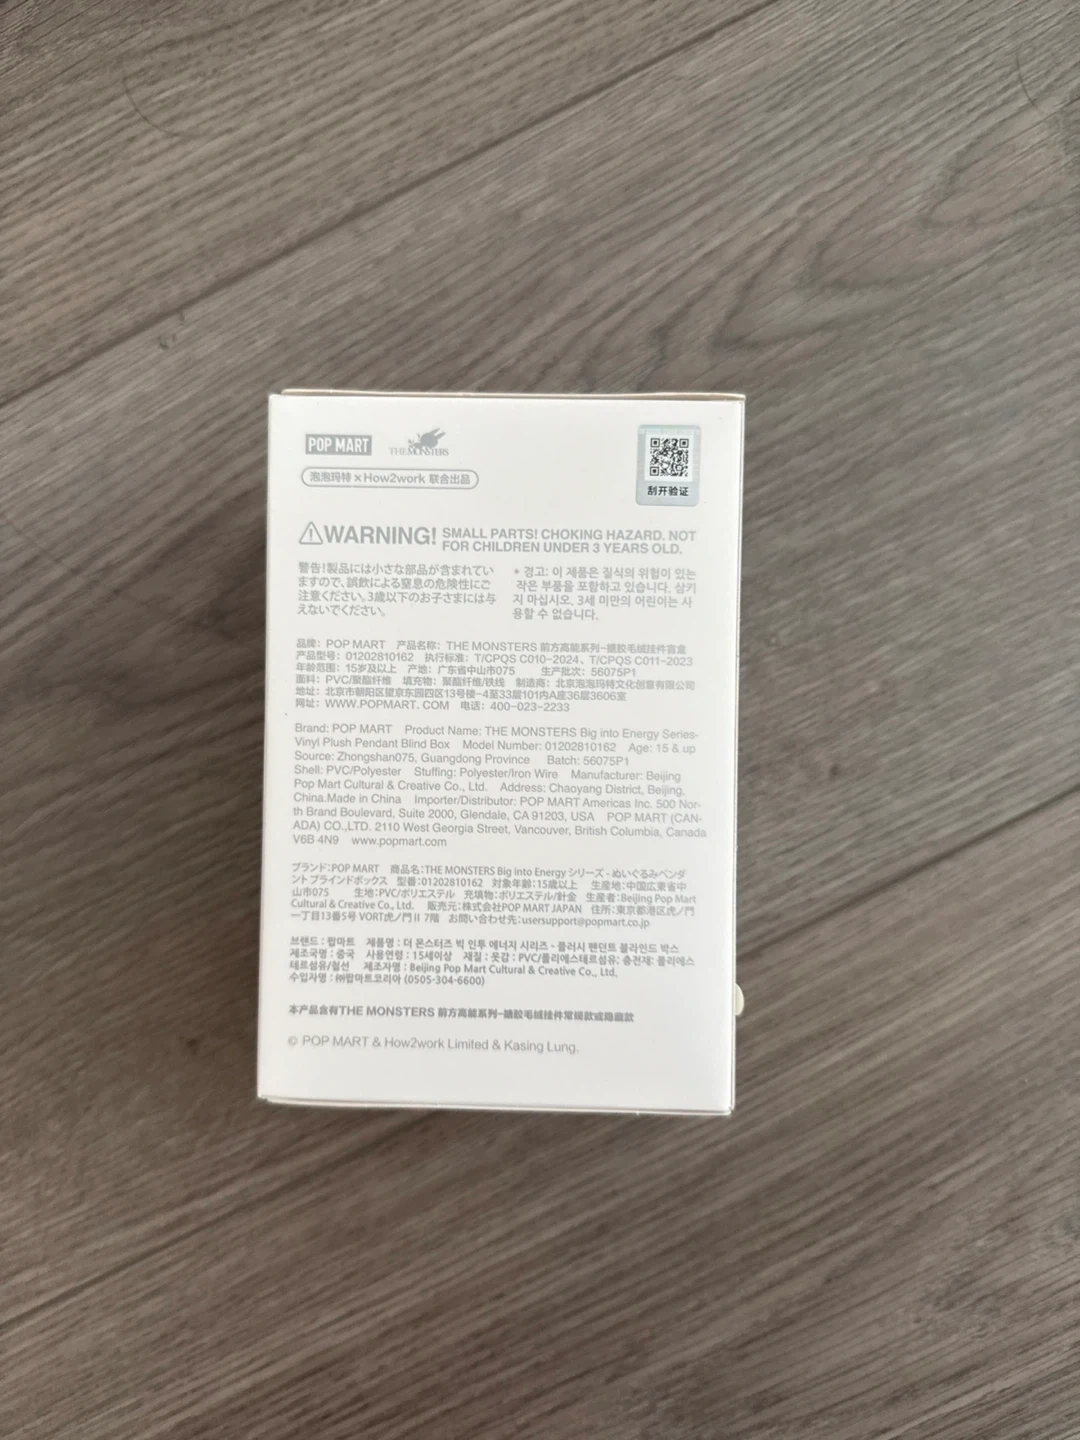 POP MART
THE MONSTERS
泡泡玛特 × How2work 联合出品
刮开验证
WARNING! SMALL PARTS! CHOKING HAZARD. NOT
FOR CHILDREN UNDER 3 YEARS OLD.
警告!製品には小さな部品が含まれてい
ますので、誤飲による窒息の危険性にご
注意ください。3歳以下のお子さまには与
えないでください。
* 경고: 이 제품은 질식의 위험이 있는
작은 부품을 포함하고 있습니다. 삼키
지 마십시오. 3세 미만의 어린이는 사
용할 수 없습니다.
品牌: POP MART 产品名称: THE MONSTERS 前方高能系列-搪胶毛绒挂件盲盒
产品型号: 01202810162 执行标准: T/CPQS C010-2024、T/CPQS C011-2023
年龄范围: 15岁及以上 产地: 广东省中山市075 生产批次: 56075P1
面料: PVC/聚酯纤维 填充物: 聚酯纤维/铁线 制造商: 北京泡泡玛特文化创意有限公司
地址: 北京市朝阳区望京东园四区13号楼-4至33层101内A座36层3606室
网址: WWW.POPMART. COM 电话: 400-023-2233
Brand: POP MART Product Name: THE MONSTERS Big into Energy Series-
Vinyl Plush Pendant Blind Box Model Number: 01202810162 Age: 15 & up
Source: Zhongshan075, Guangdong Province Batch: 56075P1
Shell: PVC/Polyester Stuffing: Polyester/Iron Wire Manufacturer: Beijing
Pop Mart Cultural & Creative Co., Ltd. Address: Chaoyang District, Beijing,
China.Made in China Importer/Distributor: POP MART Americas Inc. 500 Nor-
th Brand Boulevard, Suite 2000, Glendale, CA 91203, USA POP MART (CAN-
ADA) CO.,LTD. 2110 West Georgia Street, Vancouver, British Columbia, Canada
V6B 4N9 www.popmart.com
ブランド:POP MART 商品名:THE MONSTERS Big into Energy シリーズ - ぬいぐるみペンダ
ント ブラインドボックス 型番:01202810162 対象年齢:15歳以上 生産地:中国広東省中
山市075 生地:PVC/ポリエステル 充填物:ポリエステル/針金 生産者:Beijing Pop Mart
Cultural & Creative Co., Ltd. 販売元:株式会社POP MART JAPAN 住所:東京都港区虎ノ門
一丁目13番5号 VORT虎ノ門Ⅱ 7階 お問い合わせ先:usersupport@popmart.co.jp
브랜드 : 팝마트 제품명 : 더 몬스터즈 빅 인투 에너지 시리즈 - 플러시 펜던트 블라인드 박스
제조국명 : 중국 사용연령 : 15세이상 재질 : 옷감 : PVC/폴리에스테르섬유; 충전재: 폴리에스
테르섬유/철선 제조자명 : Beijing Pop Mart Cultural & Creative Co., Ltd.
수입자명 : ㈜팝마트코리아 (0505-304-6600)
本产品含有THE MONSTERS 前方高能系列-搪胶毛绒挂件常规款或隐藏款
© POP MART & How2work Limited & Kasing Lung.